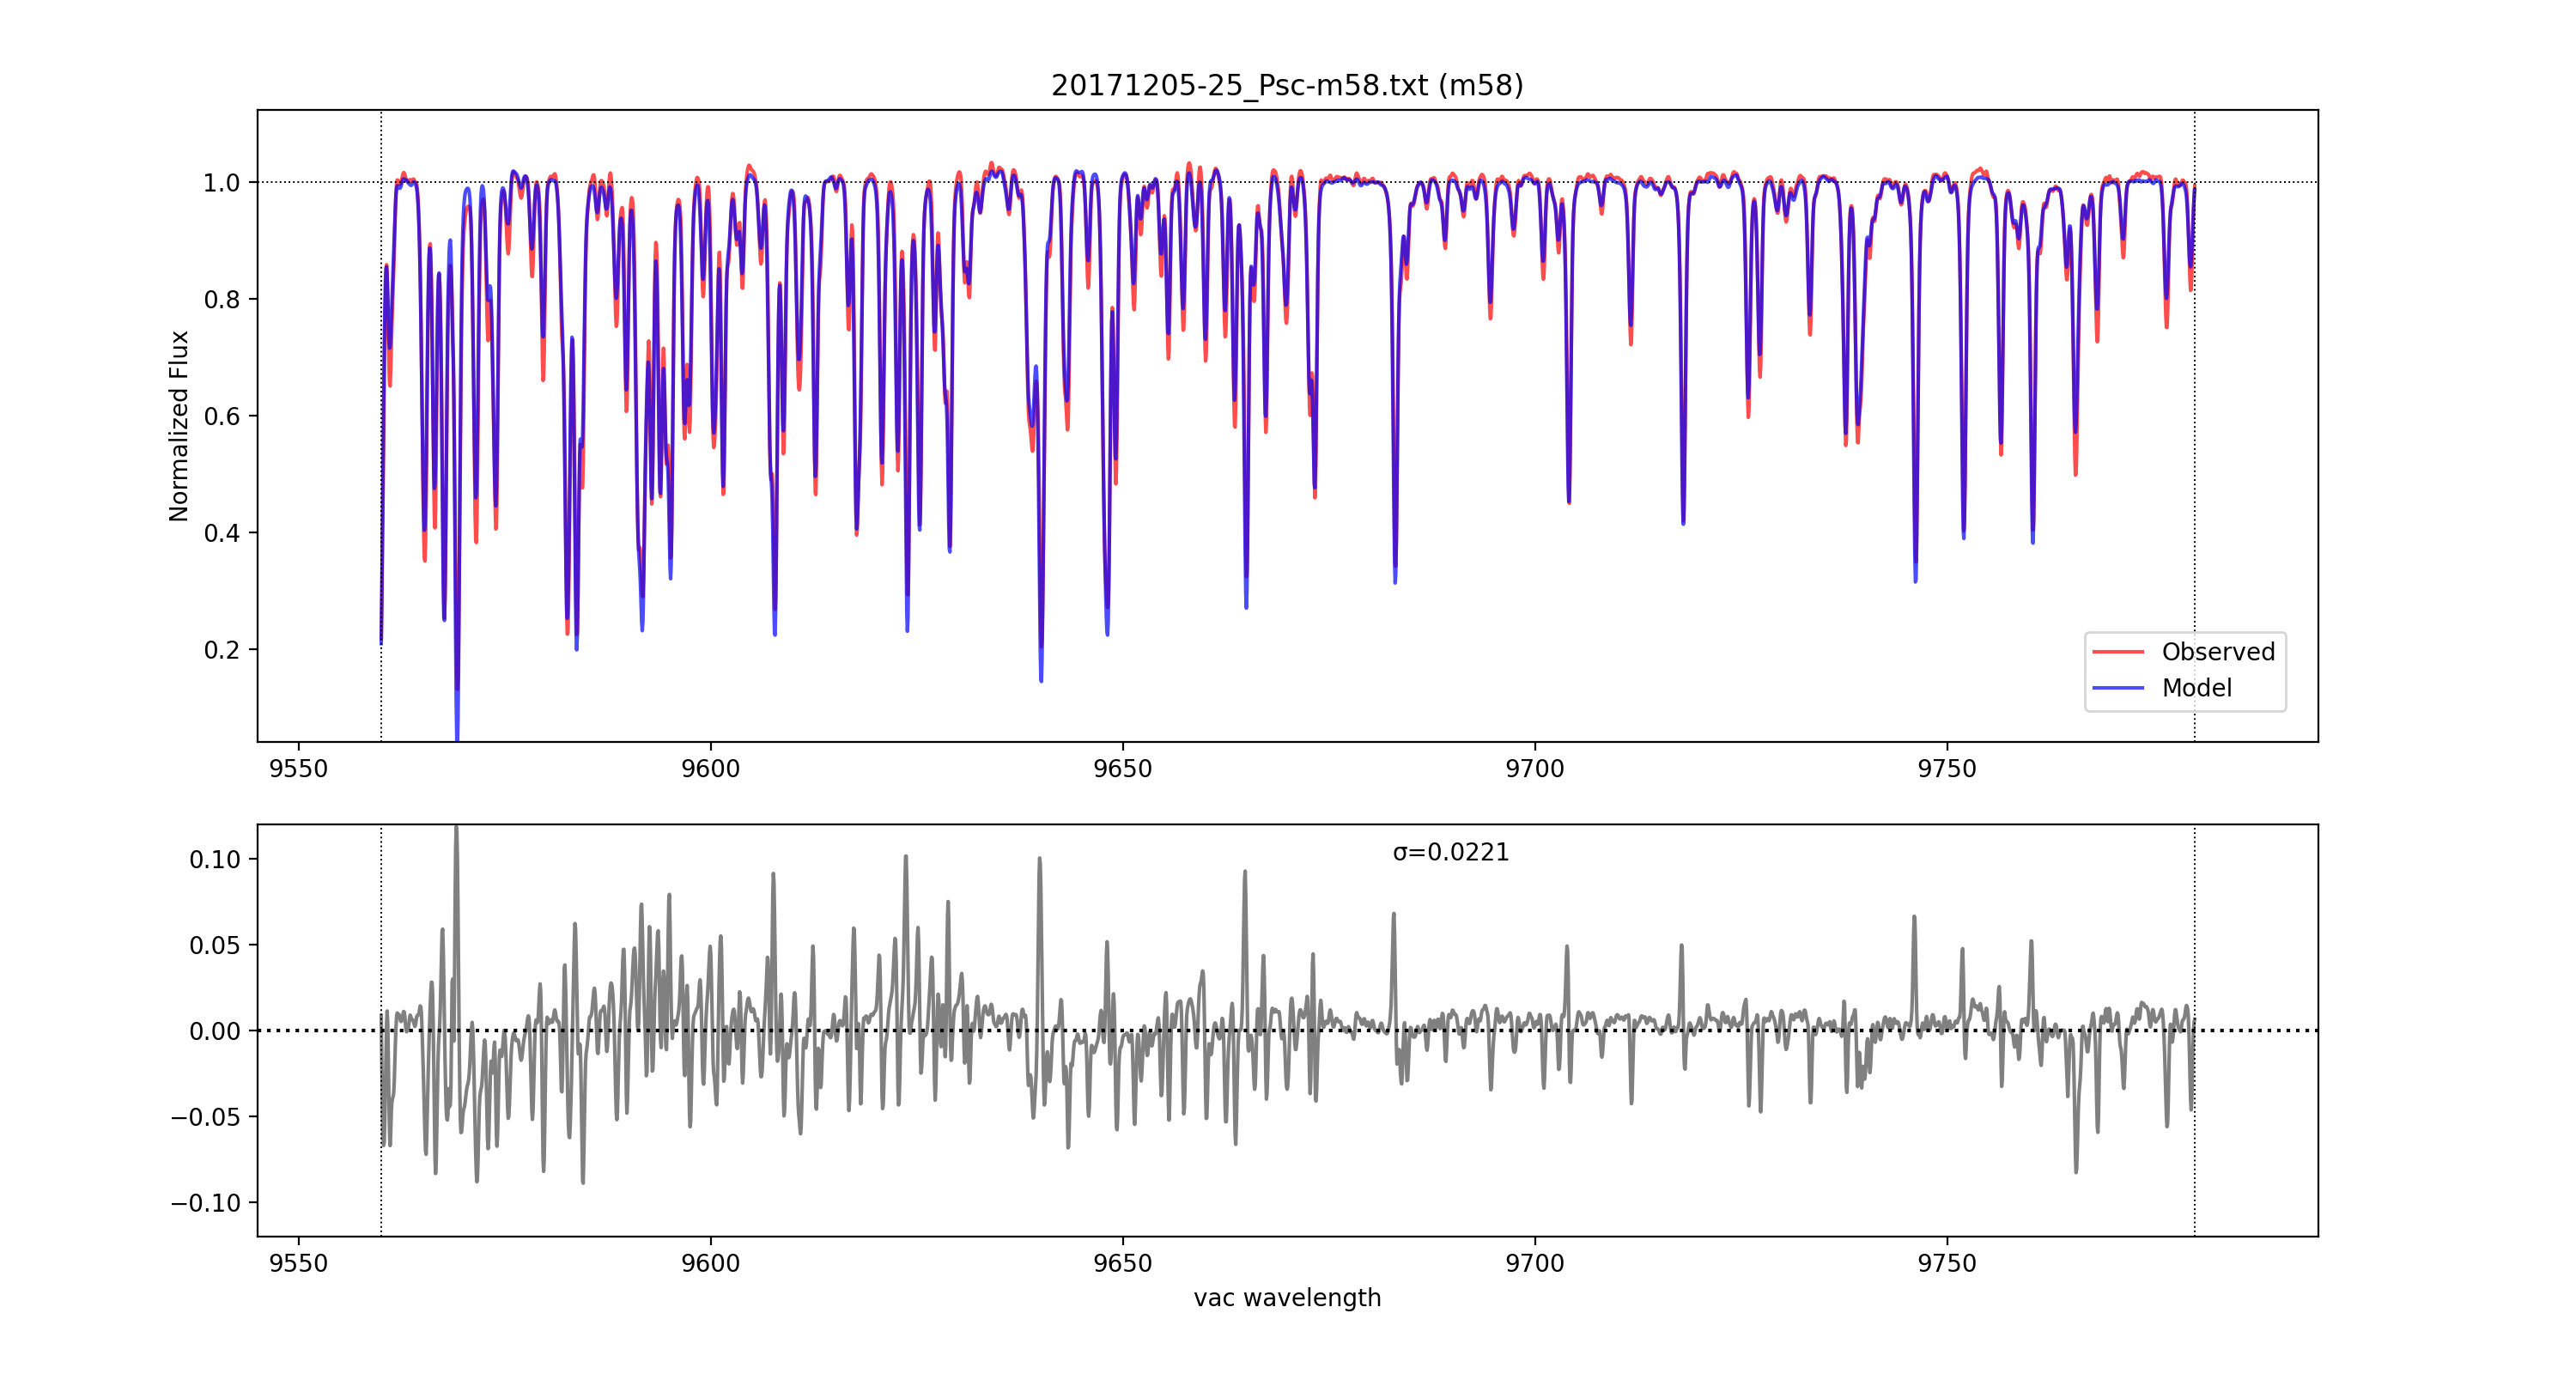 20171205-25_Psc-m58.txt (m58)
Normalized Flux
1.0
0.8
0.6
0.4
0.2
Observed
Model
9550 9600 9650 9700 9750
σ=0.0221
0.10
0.05
0.00
−0.05
−0.10
9550 9600 9650 9700 9750
vac wavelength